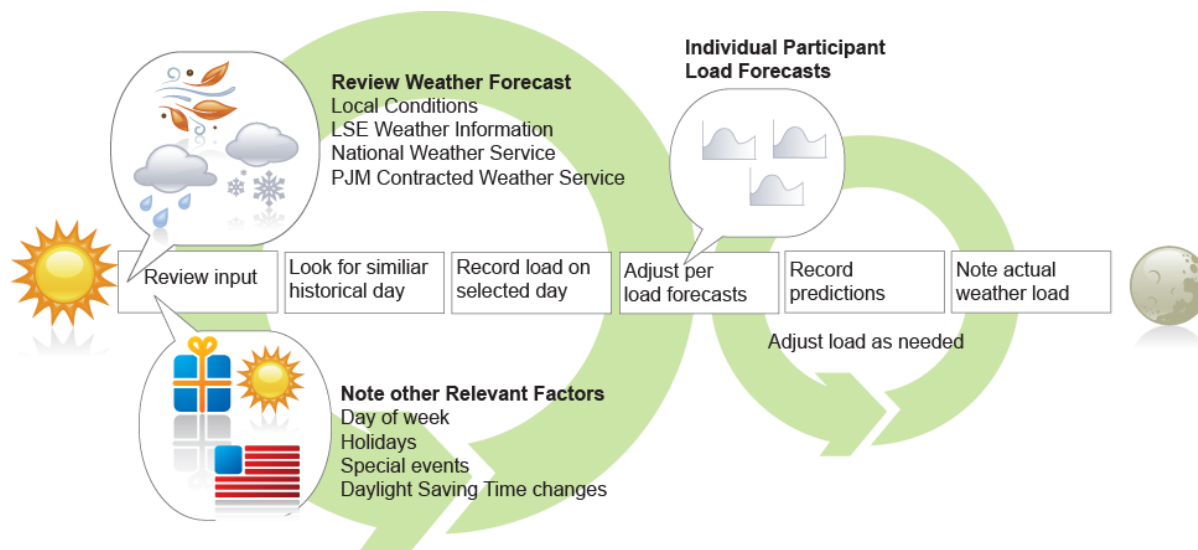 Individual Participant
Load Forecasts
Review Weather Forecast
Local Conditions
LSE Weather Information
National Weather Service
PJM Contracted Weather Service
Review input
Look for similiar
historical day
Record load on
selected day
Adjust per
load forecasts
Record
predictions
Note actual
weather load
Adjust load as needed
Note other Relevant Factors
Day of week
Holidays
Special events
Daylight Saving Time changes